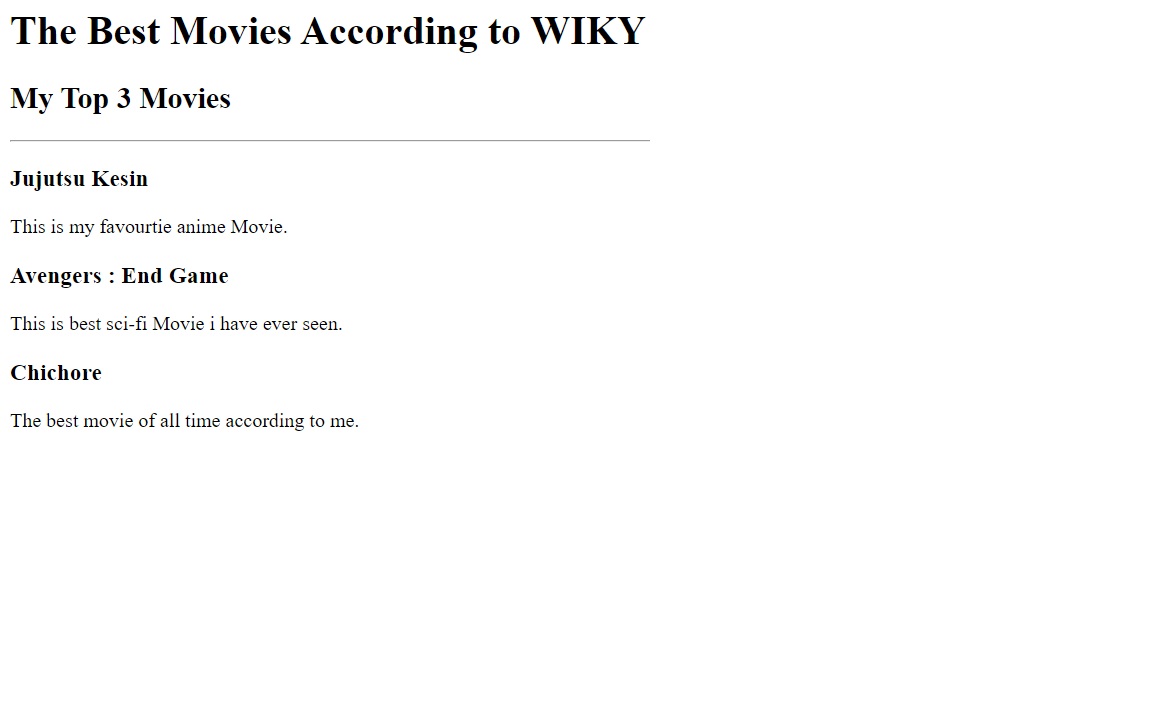 The Best Movies According to WIKY
My Top 3 Movies
Jujutsu Kesin
This is my favourtie anime Movie.
Avengers : End Game
This is best sci-fi Movie i have ever seen.
Chichore
The best movie of all time according to me.